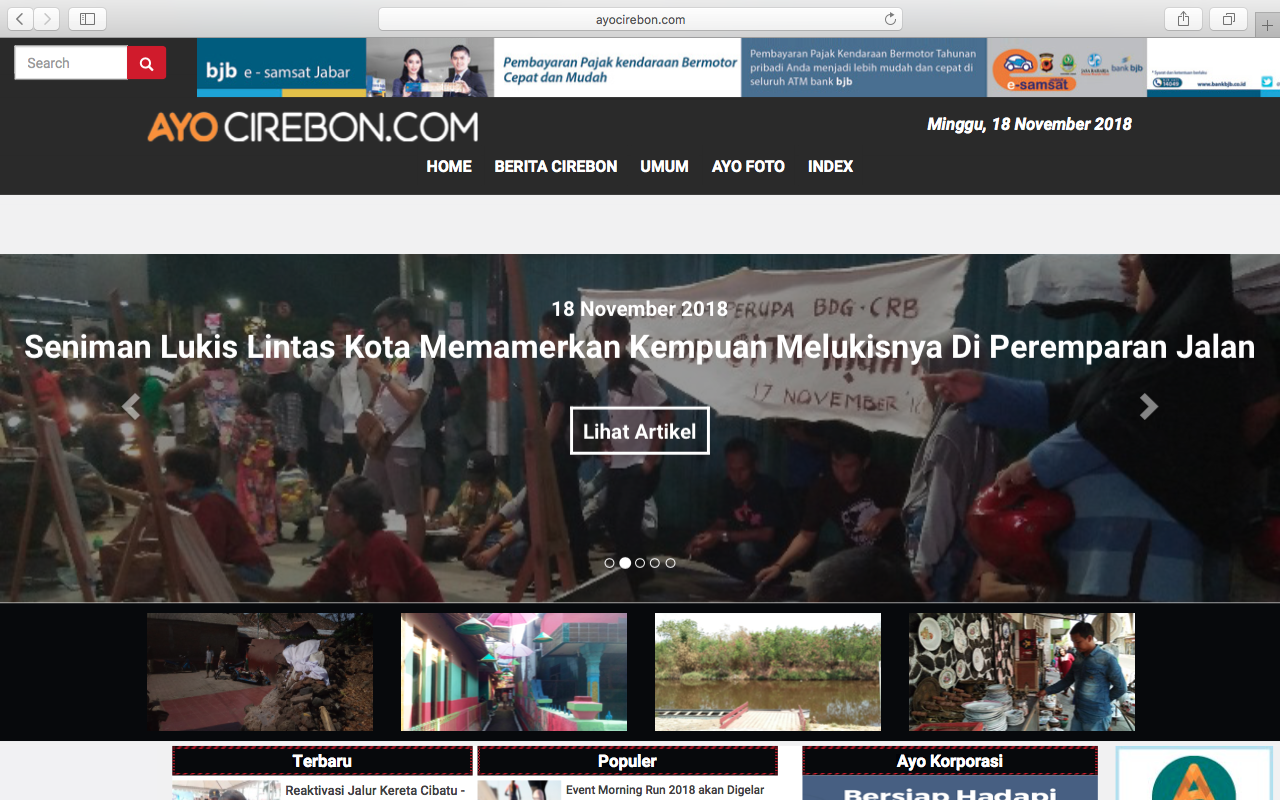 ayocirebon.com
Search
bjb e - samsat Jabar
Pembayaran Pajak kendaraan Bermotor
Cepat dan Mudah
Pembayaran Pajak Kendaraan Bermotor Tahunan
pribadi Anda menjadi lebih mudah dan cepat di
seluruh ATM bank bjb
e-samsat
bank bjb
www.bankbjb.co.id
AYO CIREBON.COM
Minggu, 18 November 2018
HOME BERITA CIREBON UMUM AYO FOTO INDEX
18 November 2018
PERUPA BDG-CRB
Seniman Lukis Lintas Kota Memamerkan Kempuan Melukisnya Di Peremparan Jalan
17 NOVEMBER
Lihat Artikel
Terbaru
Populer
Ayo Korporasi
Reaktivasi Jalur Kereta Cibatu -
Event Morning Run 2018 akan Digelar
Bersiap Hadapi